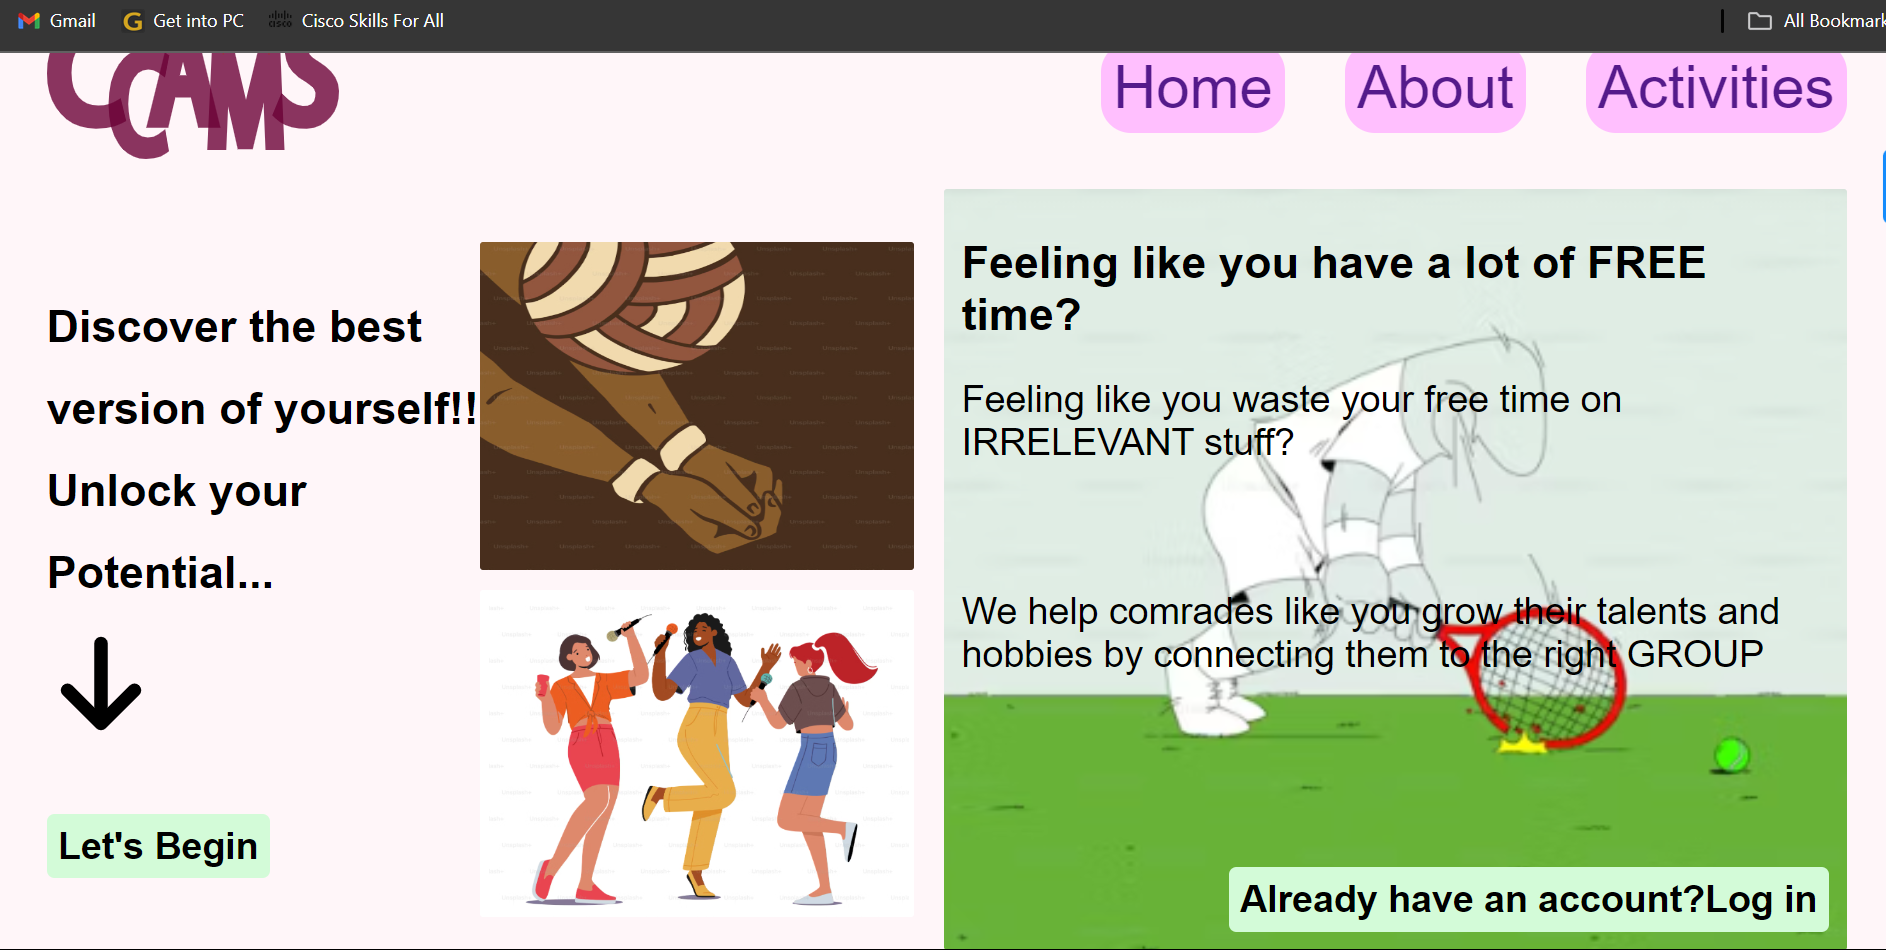 Gmail
Get into PC
Cisco Skills For All
All Bookmark
CCAMS
Home
About
Activities
Discover the best
version of yourself!!
Unlock your
Potential...
Let's Begin
Feeling like you have a lot of FREE
time?
Feeling like you waste your free time on
IRRELEVANT stuff?
We help comrades like you grow their talents and
hobbies by connecting them to the right GROUP
Already have an account?Log in